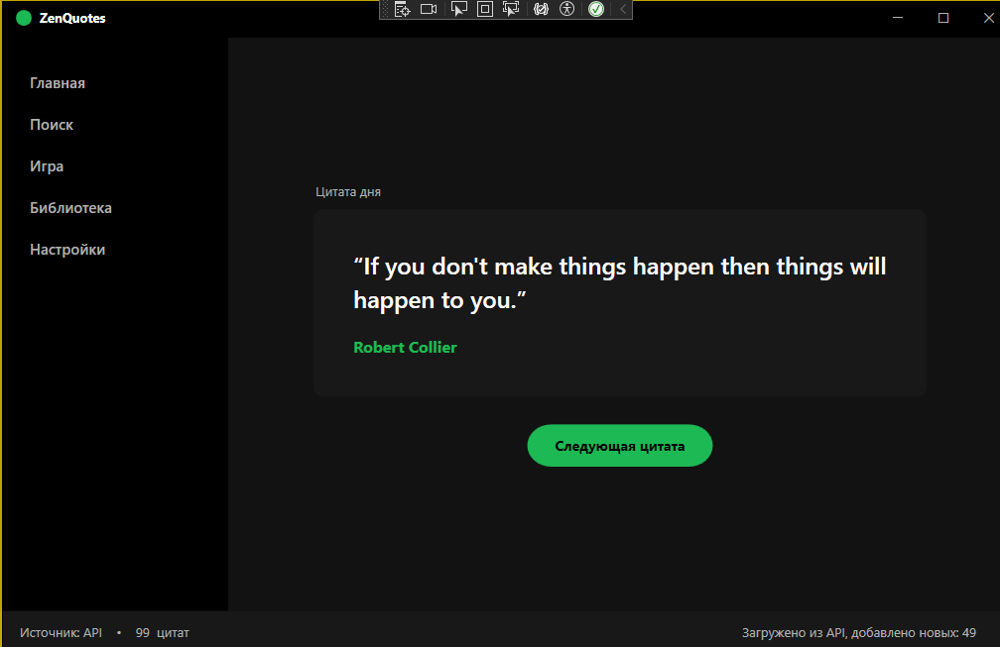 ZenQuotes
Главная
Поиск
Игра
Библиотека
Настройки
Цитата дня
“If you don't make things happen then things will
happen to you.”
Robert Collier
Следующая цитата
Источник: API • 99 цитат
Загружено из API, добавлено новых: 49